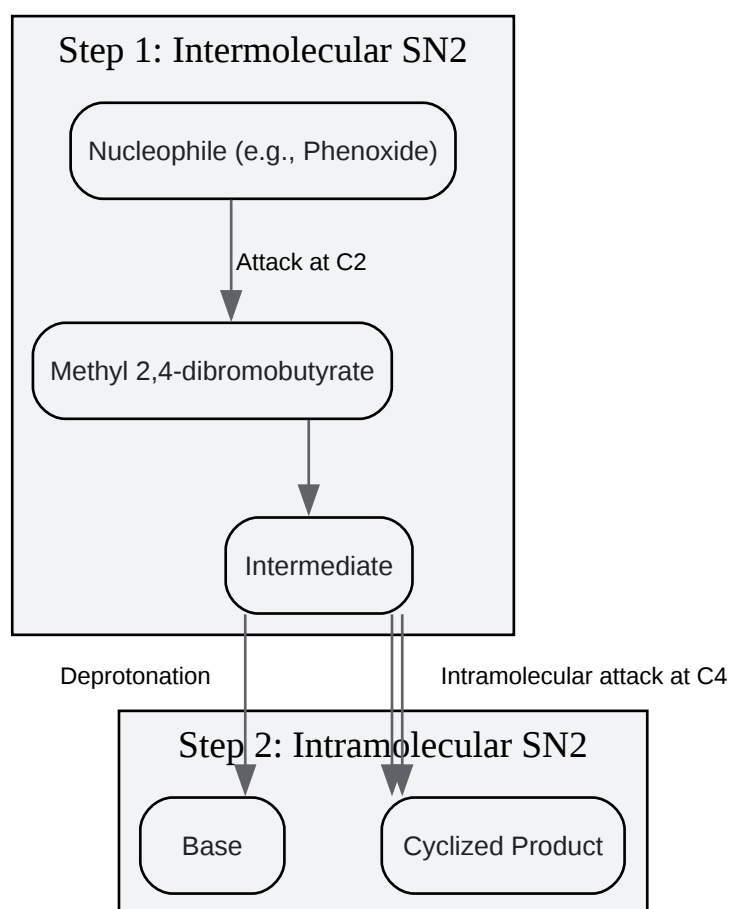 Step 1: Intermolecular SN2
Nucleophile (e.g., Phenoxide)
Attack at C2
Methyl 2,4-dibromobutyrate
Intermediate
Deprotonation
Intramolecular attack at C4
Step 2: Intramolecular SN2
Base
Cyclized Product